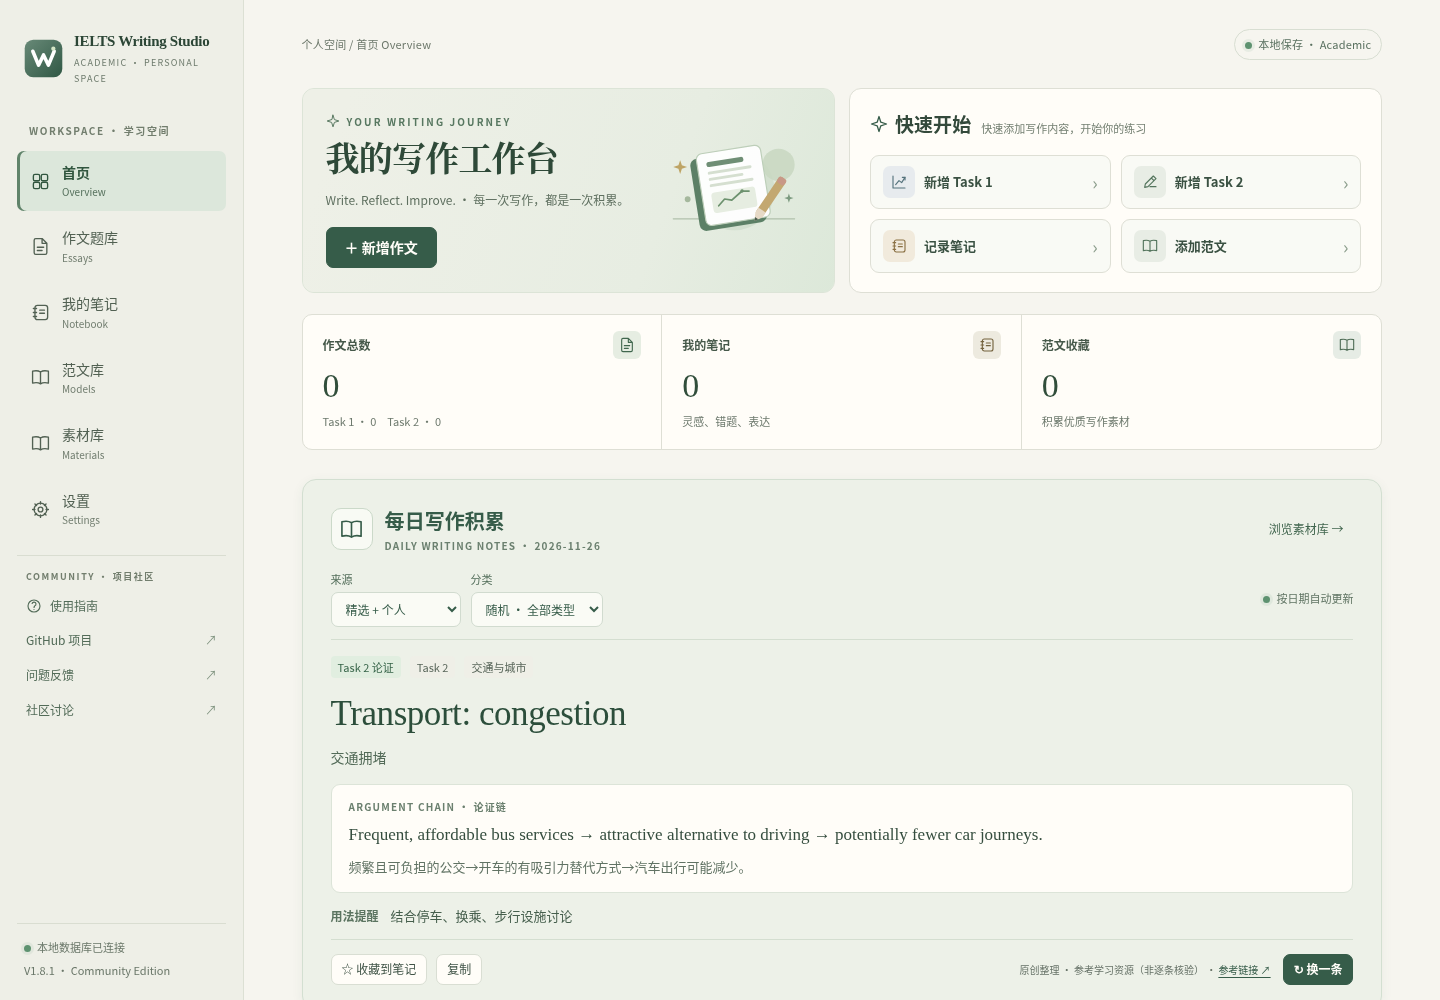 IELTS Writing Studio
ACADEMIC · PERSONAL
SPACE
WORKSPACE · 学习空间
首页
Overview
作文题库
Essays
我的笔记
Notebook
范文库
Models
素材库
Materials
设置
Settings
COMMUNITY · 项目社区
使用指南
GitHub 项目 ↗
问题反馈 ↗
社区讨论 ↗
本地数据库已连接
V1.8.1 · Community Edition
个人空间 / 首页 Overview
本地保存 · Academic
YOUR WRITING JOURNEY
我的写作工作台
Write. Reflect. Improve. · 每一次写作，都是一次积累。
＋ 新增作文
快速开始 快速添加写作内容，开始你的练习
新增 Task 1 ›
新增 Task 2 ›
记录笔记 ›
添加范文 ›
作文总数
0
Task 1 · 0 Task 2 · 0
我的笔记
0
灵感、错题、表达
范文收藏
0
积累优质写作素材
每日写作积累
DAILY WRITING NOTES · 2026-11-26
浏览素材库 →
来源
精选 + 个人
分类
随机 · 全部类型
按日期自动更新
Task 2 论证 Task 2 交通与城市
Transport: congestion
交通拥堵
ARGUMENT CHAIN · 论证链
Frequent, affordable bus services → attractive alternative to driving → potentially fewer car journeys.
频繁且可负担的公交→开车的有吸引力替代方式→汽车出行可能减少。
用法提醒 结合停车、换乘、步行设施讨论
☆ 收藏到笔记
复制
原创整理 · 参考学习资源（非逐条核验） · 参考链接 ↗
↻ 换一条